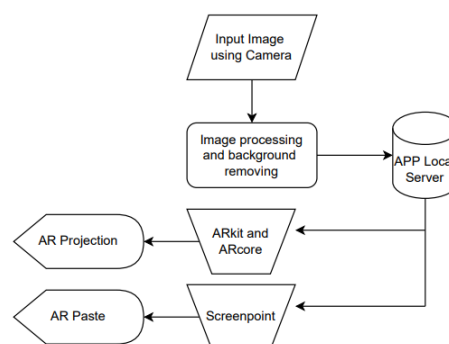 Input Image
using Camera
Image processing
and background
removing
APP Local
Server
ARkit and
ARcore
AR Projection
Screenpoint
AR Paste